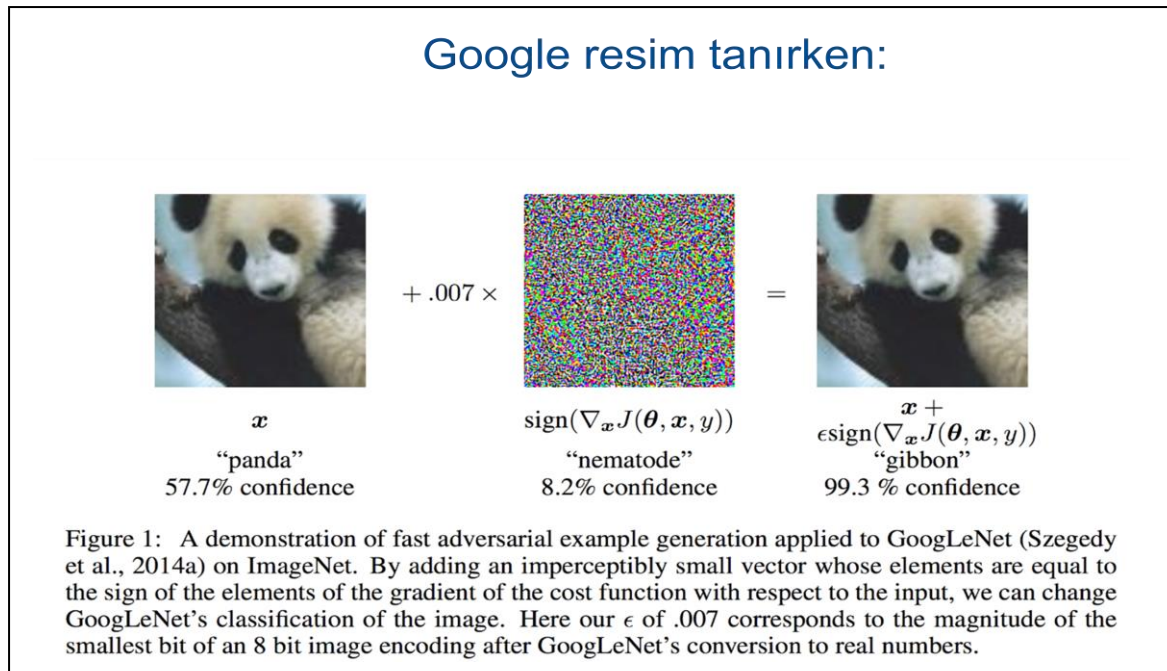 Google resim tanırken:
+ .007 ×
=
x
sign(∇ₓJ(θ, x, y))
x +
ϵsign(∇ₓJ(θ, x, y))
“panda”
“nematode”
“gibbon”
57.7% confidence
8.2% confidence
99.3 % confidence
Figure 1: A demonstration of fast adversarial example generation applied to GoogLeNet (Szegedy
et al., 2014a) on ImageNet. By adding an imperceptibly small vector whose elements are equal to
the sign of the elements of the gradient of the cost function with respect to the input, we can change
GoogLeNet’s classification of the image. Here our ϵ of .007 corresponds to the magnitude of the
smallest bit of an 8 bit image encoding after GoogLeNet’s conversion to real numbers.